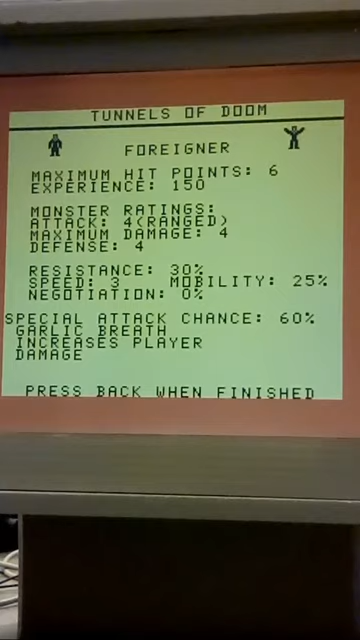 TUNNELS OF DOOM
FOREIGNER
MAXIMUM HIT POINTS: 6
EXPERIENCE: 150
MONSTER RATINGS:
ATTACK: 4(RANGED)
MAXIMUM DAMAGE: 4
DEFENSE: 4
RESISTANCE: 30%
SPEED: 3 MOBILITY: 25%
NEGOTIATION: 0%
SPECIAL ATTACK CHANCE: 60%
GARLIC BREATH
INCREASES PLAYER
DAMAGE
PRESS BACK WHEN FINISHED